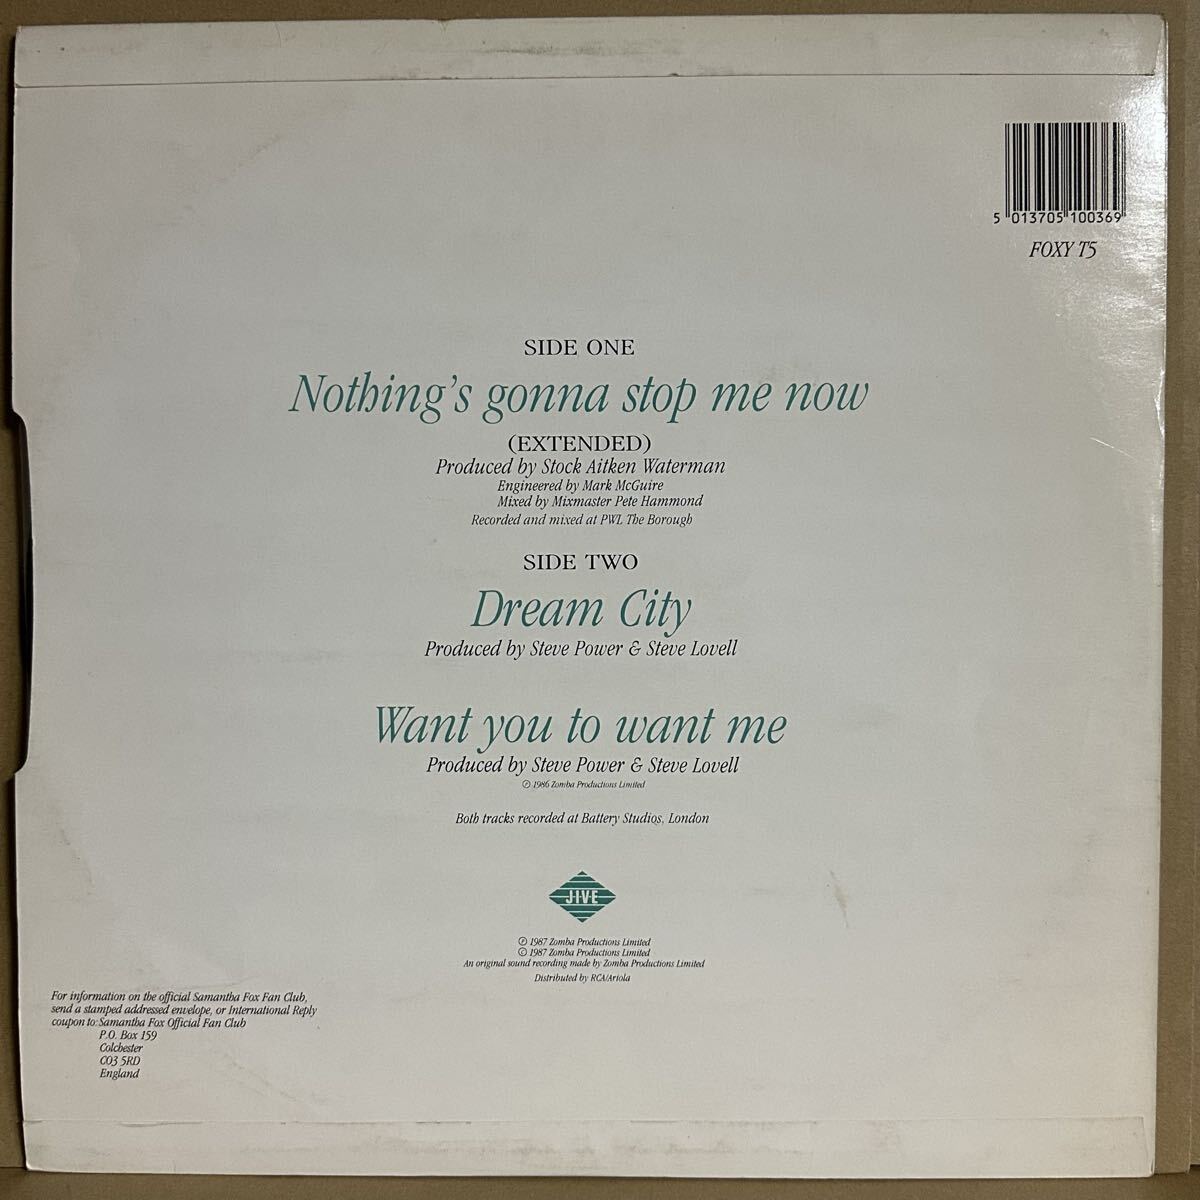 5 013705 100369
FOXY T5
SIDE ONE
Nothing's gonna stop me now
(EXTENDED)
Produced by Stock Aitken Waterman
Engineered by Mark McGuire
Mixed by Mixmaster Pete Hammond
Recorded and mixed at PWL The Borough
SIDE TWO
Dream City
Produced by Steve Power & Steve Lovell
Want you to want me
Produced by Steve Power & Steve Lovell
℗ 1986 Zomba Productions Limited
Both tracks recorded at Battery Studios, London
JIVE
℗ 1987 Zomba Productions Limited
© 1987 Zomba Productions Limited
An original sound recording made by Zomba Productions Limited
Distributed by RCA/Ariola
For information on the official Samantha Fox Fan Club,
send a stamped addressed envelope, or International Reply
coupon to: Samantha Fox Official Fan Club
P.O. Box 159
Colchester
CO3 5RD
England